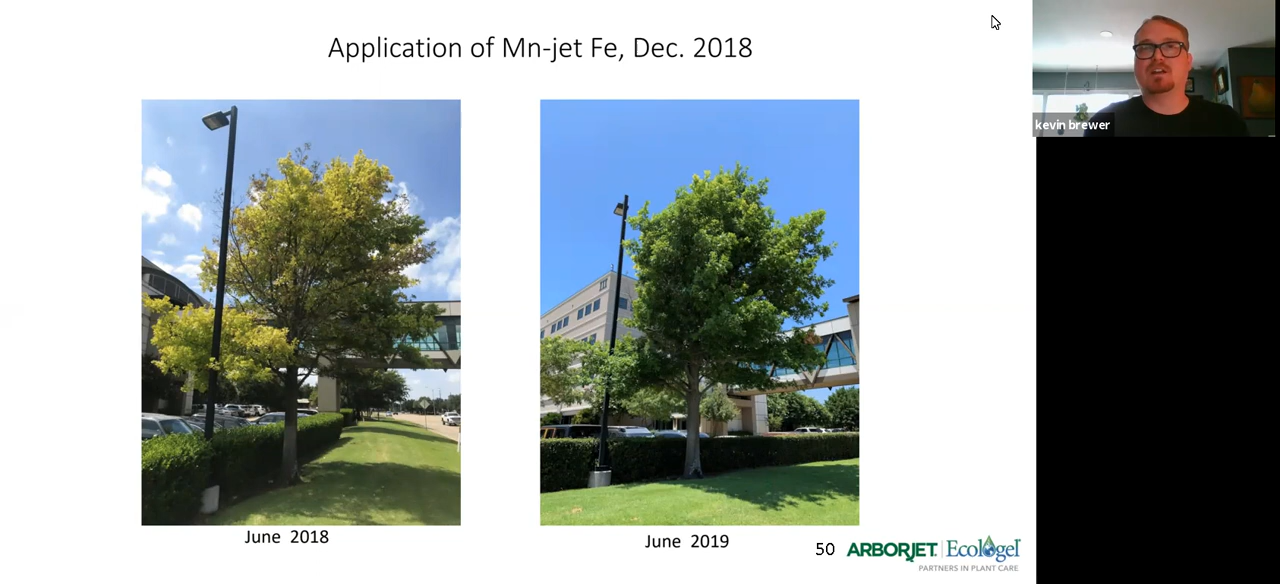 Application of Mn-jet Fe, Dec. 2018
kevin brewer
June 2018
June 2019
50
ARBORJET
Ecologel
PARTNERS IN PLANT CARE